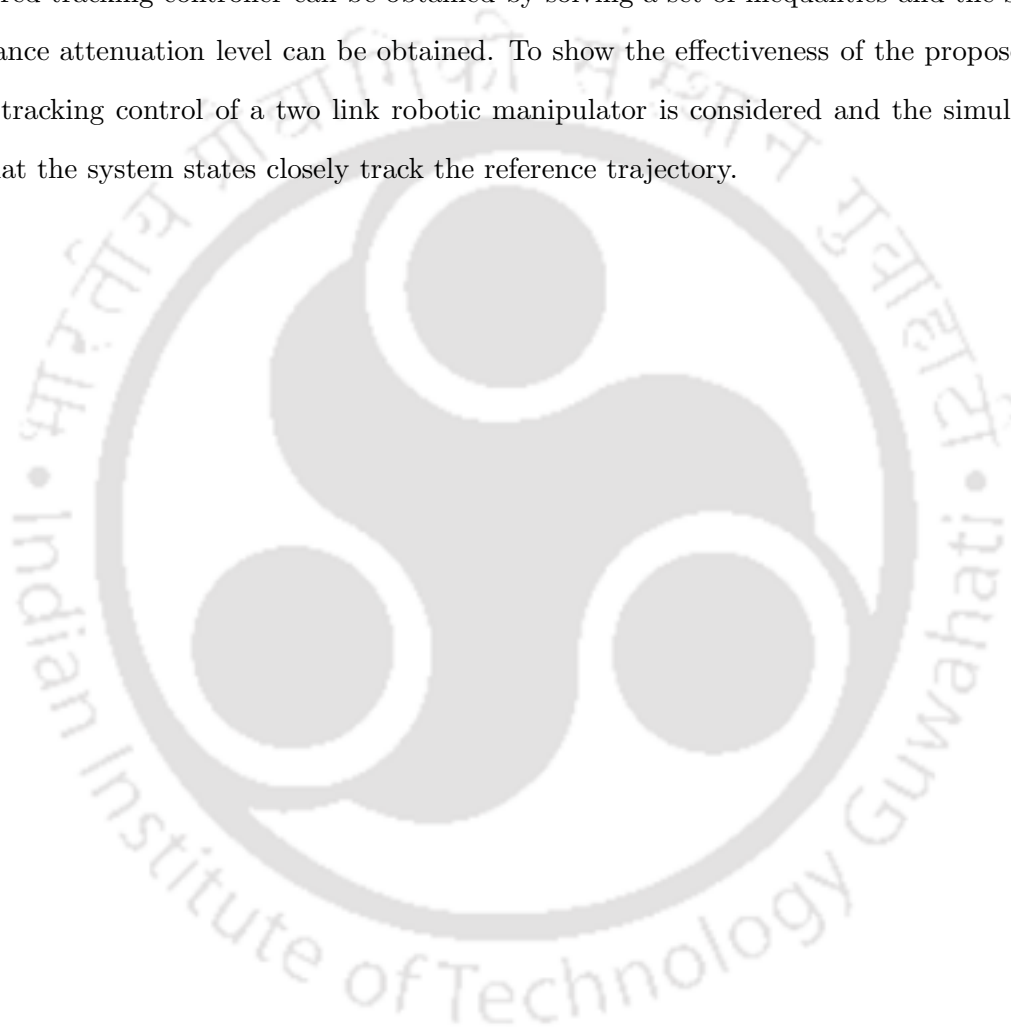 red tracking controller can be obtained by solving a set of inequalities and the s
ance attenuation level can be obtained. To show the effectiveness of the propos
tracking control of a two link robotic manipulator is considered and the simul
at the system states closely track the reference trajectory.
भारतीय प्रौद्योगिकी संस्थान गुवाहाटी
Indian Institute of Technology Guwahati